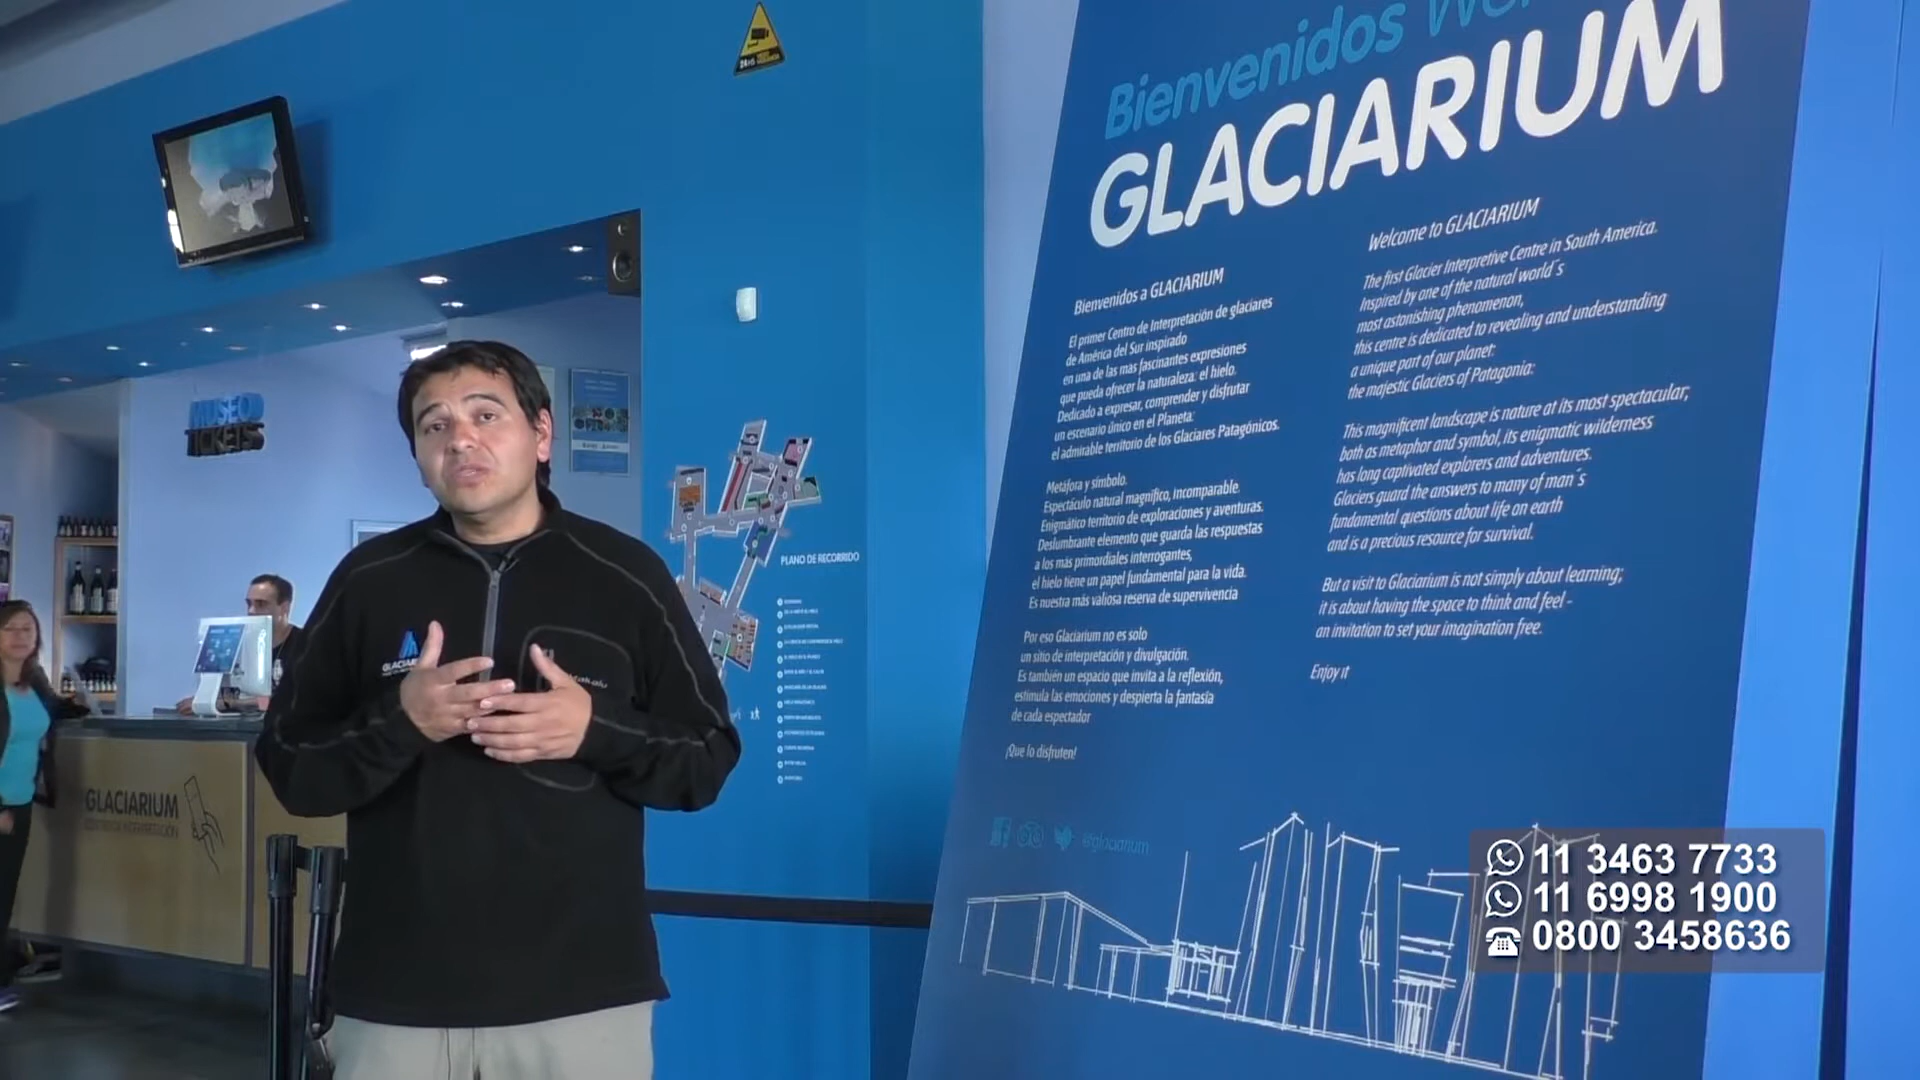 24HS
MUSEO
TICKETS
GLACIARIUM
PLANO DE RECORRIDO
GLACIARIUM
Bienvenidos
GLACIARIUM
Bienvenidos a GLACIARIUM
El primer Centro de Interpretación de glaciares
de América del Sur inspirado
en una de las mas fascinantes expresiones
que pueda ofrecer la naturaleza: el hielo.
Dedicado a expresar, comprender y disfrutar
un escenario único en el Planeta:
el admirable territorio de los Glaciares Patagónicos.
Metáfora y símbolo.
Espectáculo natural magnífico, Incomparable.
Enigmático territorio de exploraciones y aventuras.
Deslumbrante elemento que guarda las respuestas
a los más primordiales interrogantes,
el hielo tiene un papel fundamental para la vida.
Es nuestra más valiosa reserva de supervivencia
Por eso Glaciarium no es solo
un sitio de interpretación y divulgación.
Es también un espacio que invita a la reflexión,
estimula las emociones y despierta la fantasía
de cada espectador
¡Que lo disfruten!
Welcome to GLACIARIUM
The first Glacier Interpretive Centre in South America.
Inspired by one of the natural world´s
most astonishing phenomenon,
this centre is dedicated to revealing and understanding
a unique part of our planet:
the majestic Glaciers of Patagonia:
This magnificent landscape is nature at its most spectacular;
both as metaphor and symbol, its enigmatic wilderness
has long captivated explorers and adventures.
Glaciers guard the answers to many of man´s
fundamental questions about life on earth
and is a precious resource for survival.
But a visit to Glaciarium is not simply about learning;
it is about having the space to think and feel -
an invitation to set your imagination free.
Enjoy it
@glaciarium
11 3463 7733
11 6998 1900
0800 3458636